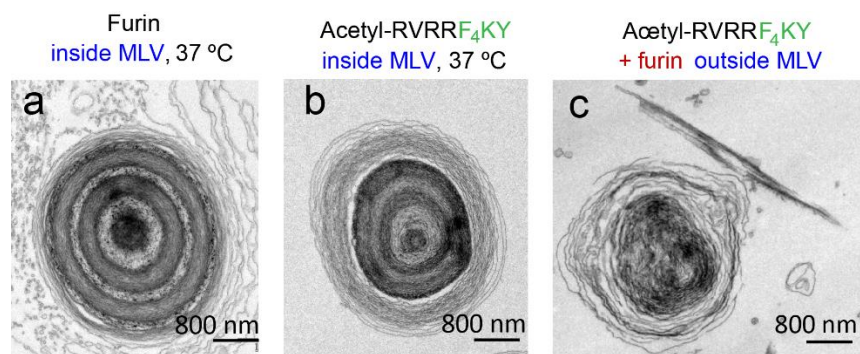 Furin
inside MLV, 37 ºC
Acetyl-RVRRF₄KY
inside MLV, 37 ºC
Acetyl-RVRRF₄KY
+ furin outside MLV
a
b
c
800 nm
800 nm
800 nm